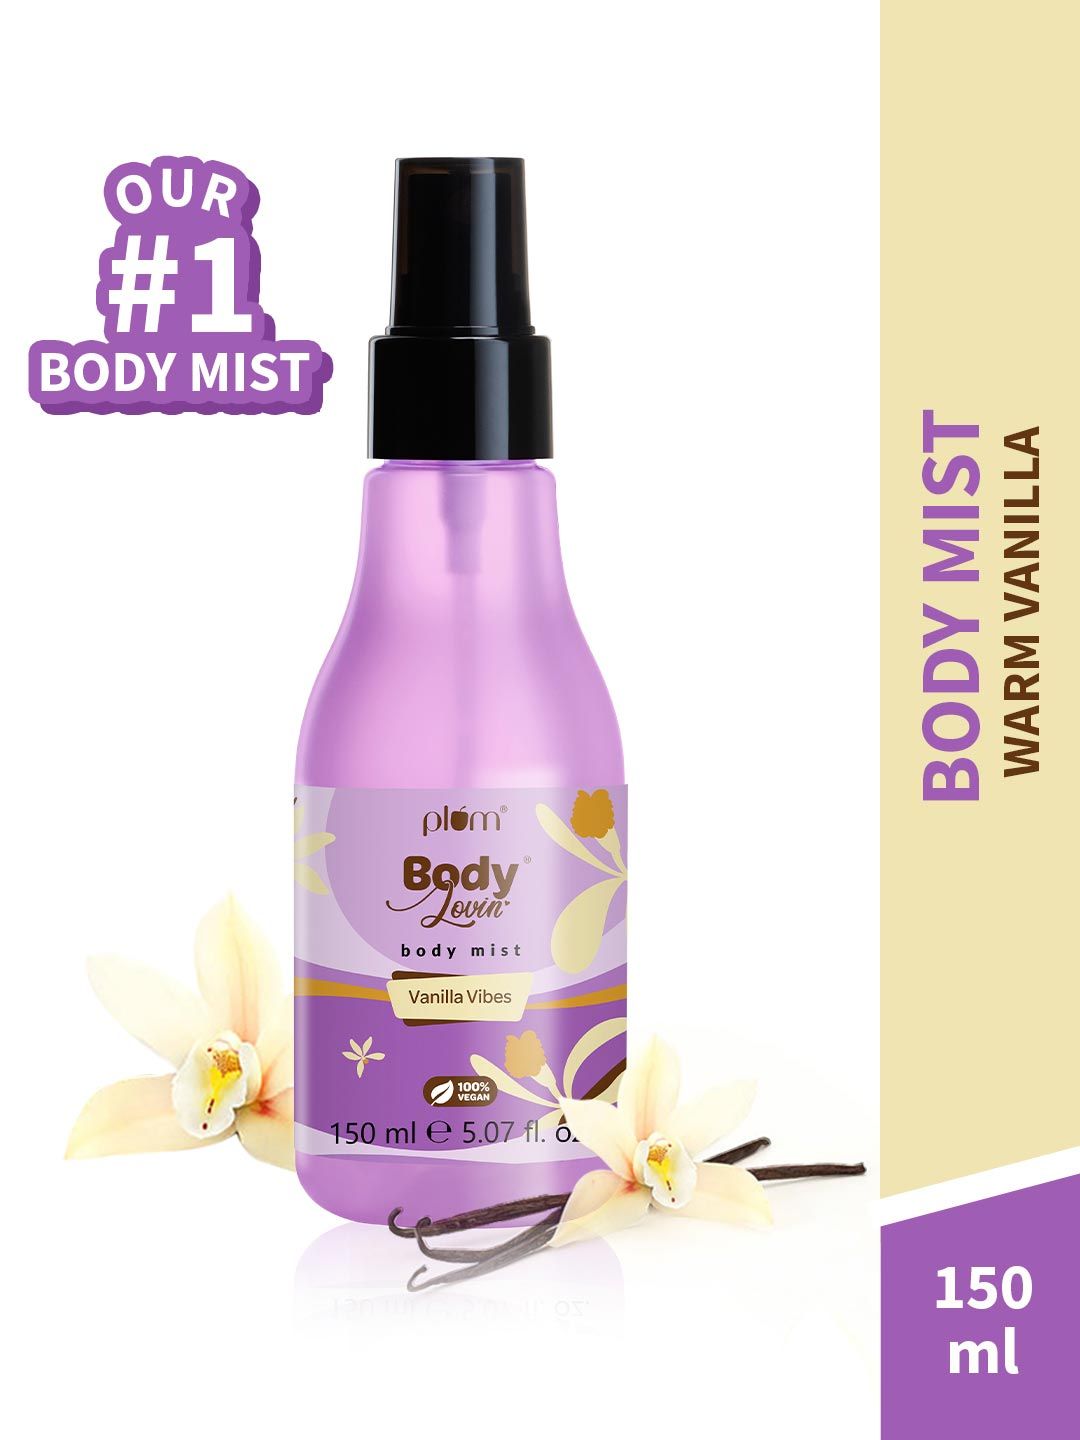 OUR
#1
BODY MIST
plum®
Body®
Lovin'
body mist
Vanilla Vibes
100%
VEGAN
150 ml ℮ 5.07 fl. oz.
BODY MIST
WARM VANILLA
150
ml